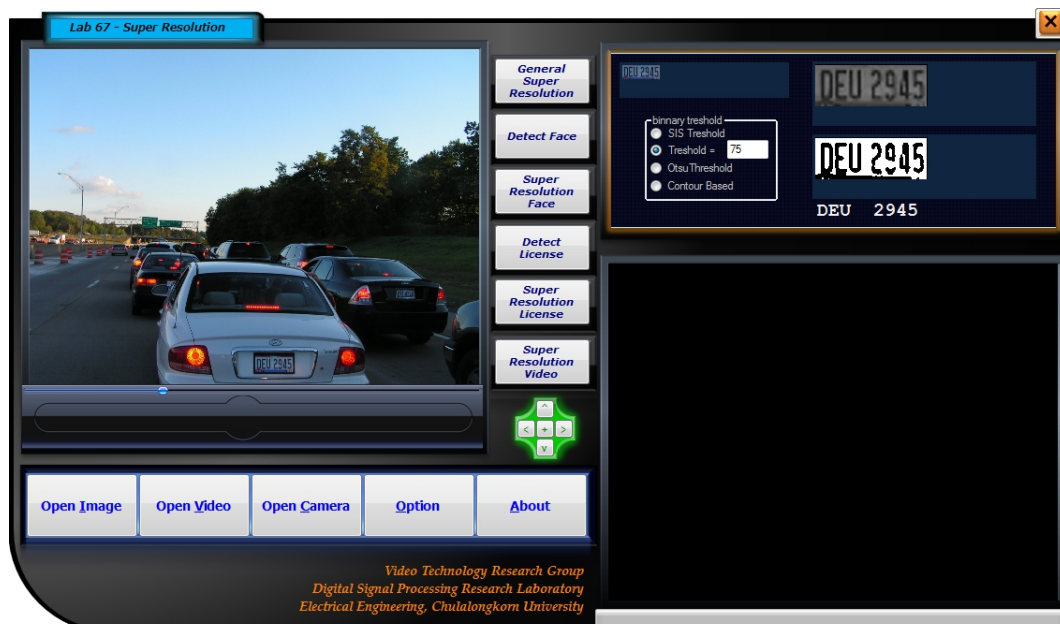 Lab 67 - Super Resolution
X
General
Super
Resolution
Detect Face
Super
Resolution
Face
Detect
License
Super
Resolution
License
Super
Resolution
Video
^
< + >
v
DEU 2945
Open Image
Open Video
Open Camera
Option
About
Video Technology Research Group
Digital Signal Processing Research Laboratory
Electrical Engineering, Chulalongkorn University
DEU 2945
binnary treshold
SIS Treshold
Treshold = 75
OtsuThreshold
Contour Based
DEU 2945
DEU 2945
DEU 2945